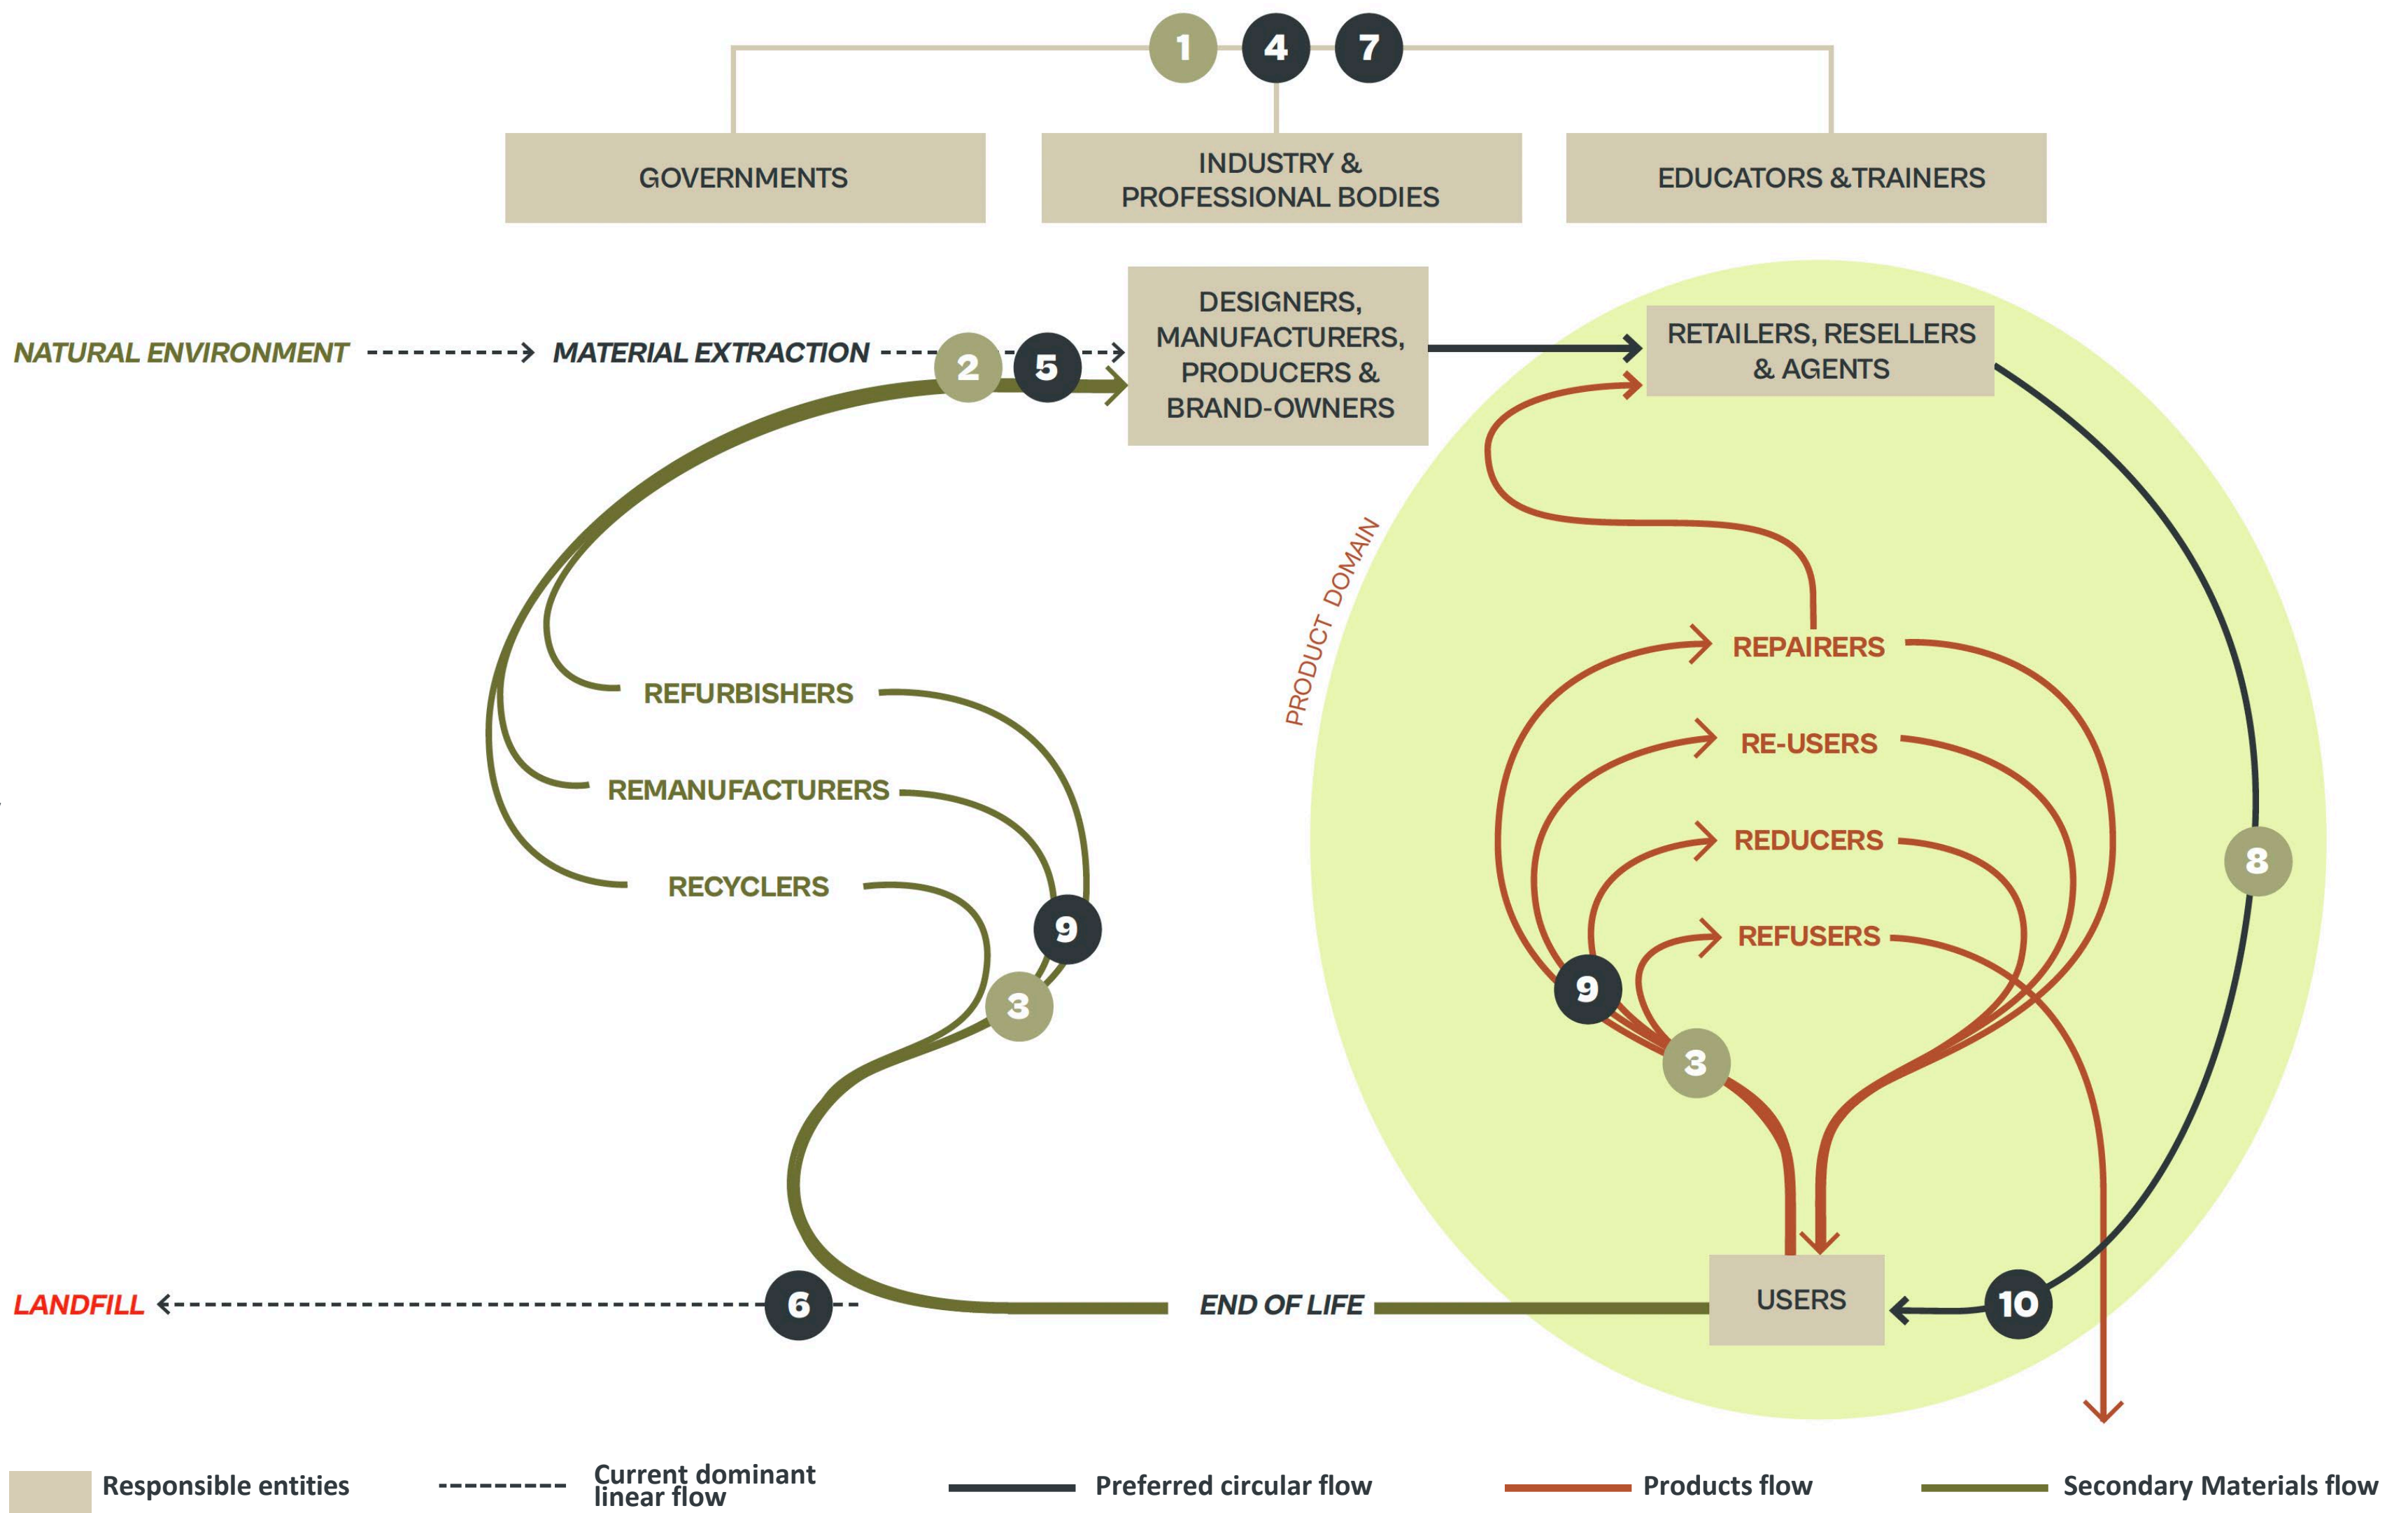 1 4 7
GOVERNMENTS
INDUSTRY &
PROFESSIONAL BODIES
EDUCATORS &TRAINERS
NATURAL ENVIRONMENT
MATERIAL EXTRACTION
2 5
DESIGNERS,
MANUFACTURERS,
PRODUCERS &
BRAND-OWNERS
RETAILERS, RESELLERS
& AGENTS
PRODUCT DOMAIN
REFURBISHERS
REMANUFACTURERS
RECYCLERS
9
3
REPAIRERS
RE-USERS
REDUCERS
REFUSERS
9
3
8
LANDFILL
6
END OF LIFE
USERS
10
Responsible entities
Current dominant
linear flow
Preferred circular flow
Products flow
Secondary Materials flow